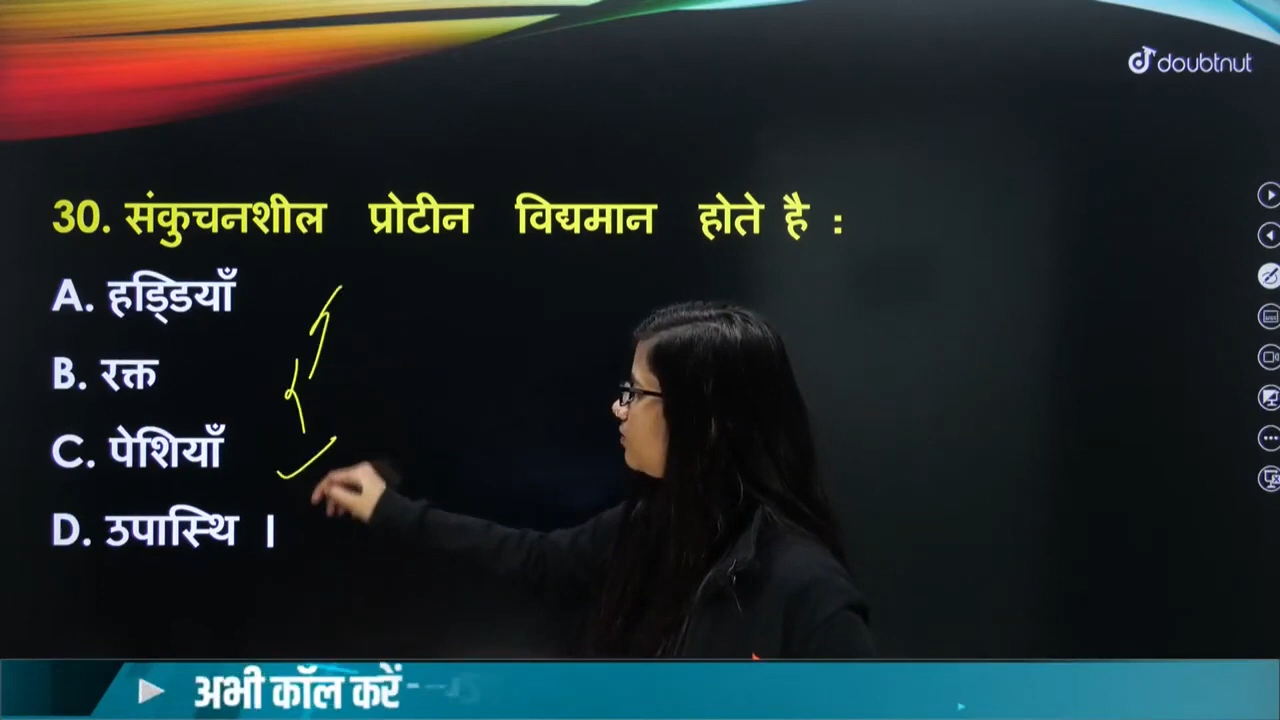 doubtnut
30. संकुचनशील प्रोटीन विद्यमान होते है :
A. हड्डियाँ
B. रक्त
C. पेशियाँ
D. उपास्थि ।
अभी कॉल करें